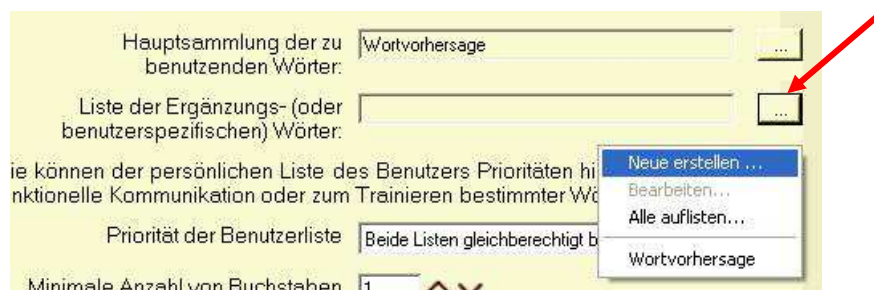 Hauptsammlung der zu Wortvorhersage ...
benutzenden Wörter:
Liste der Ergänzungs- (oder ...
benutzerspezifischen) Wörter:
ie können der persönlichen Liste des Benutzers Prioritäten hi
nktionelle Kommunikation oder zum Trainieren bestimmter Wö
Neue erstellen ...
Bearbeiten...
Alle auflisten...
Wortvorhersage
Priorität der Benutzerliste Beide Listen gleichberechtigt b
Minimale Anzahl von Buchstaben 1